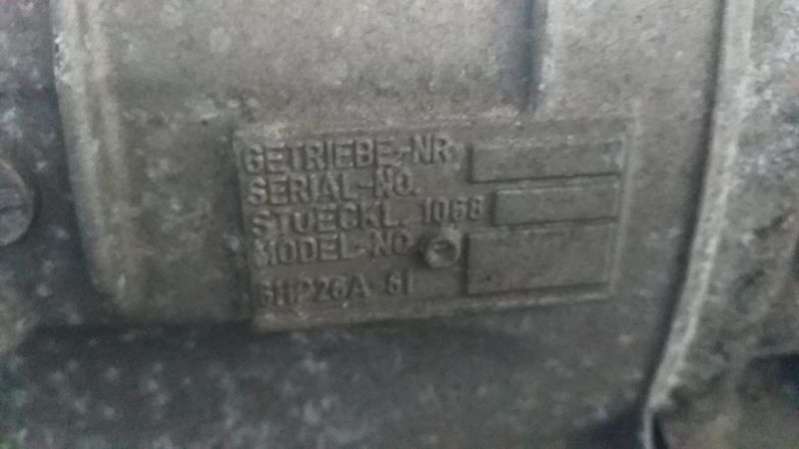 GETRIEBE-NR.
SERIAL-NO.
STUECKL. 1068
MODEL-NO.
6HP26A 61